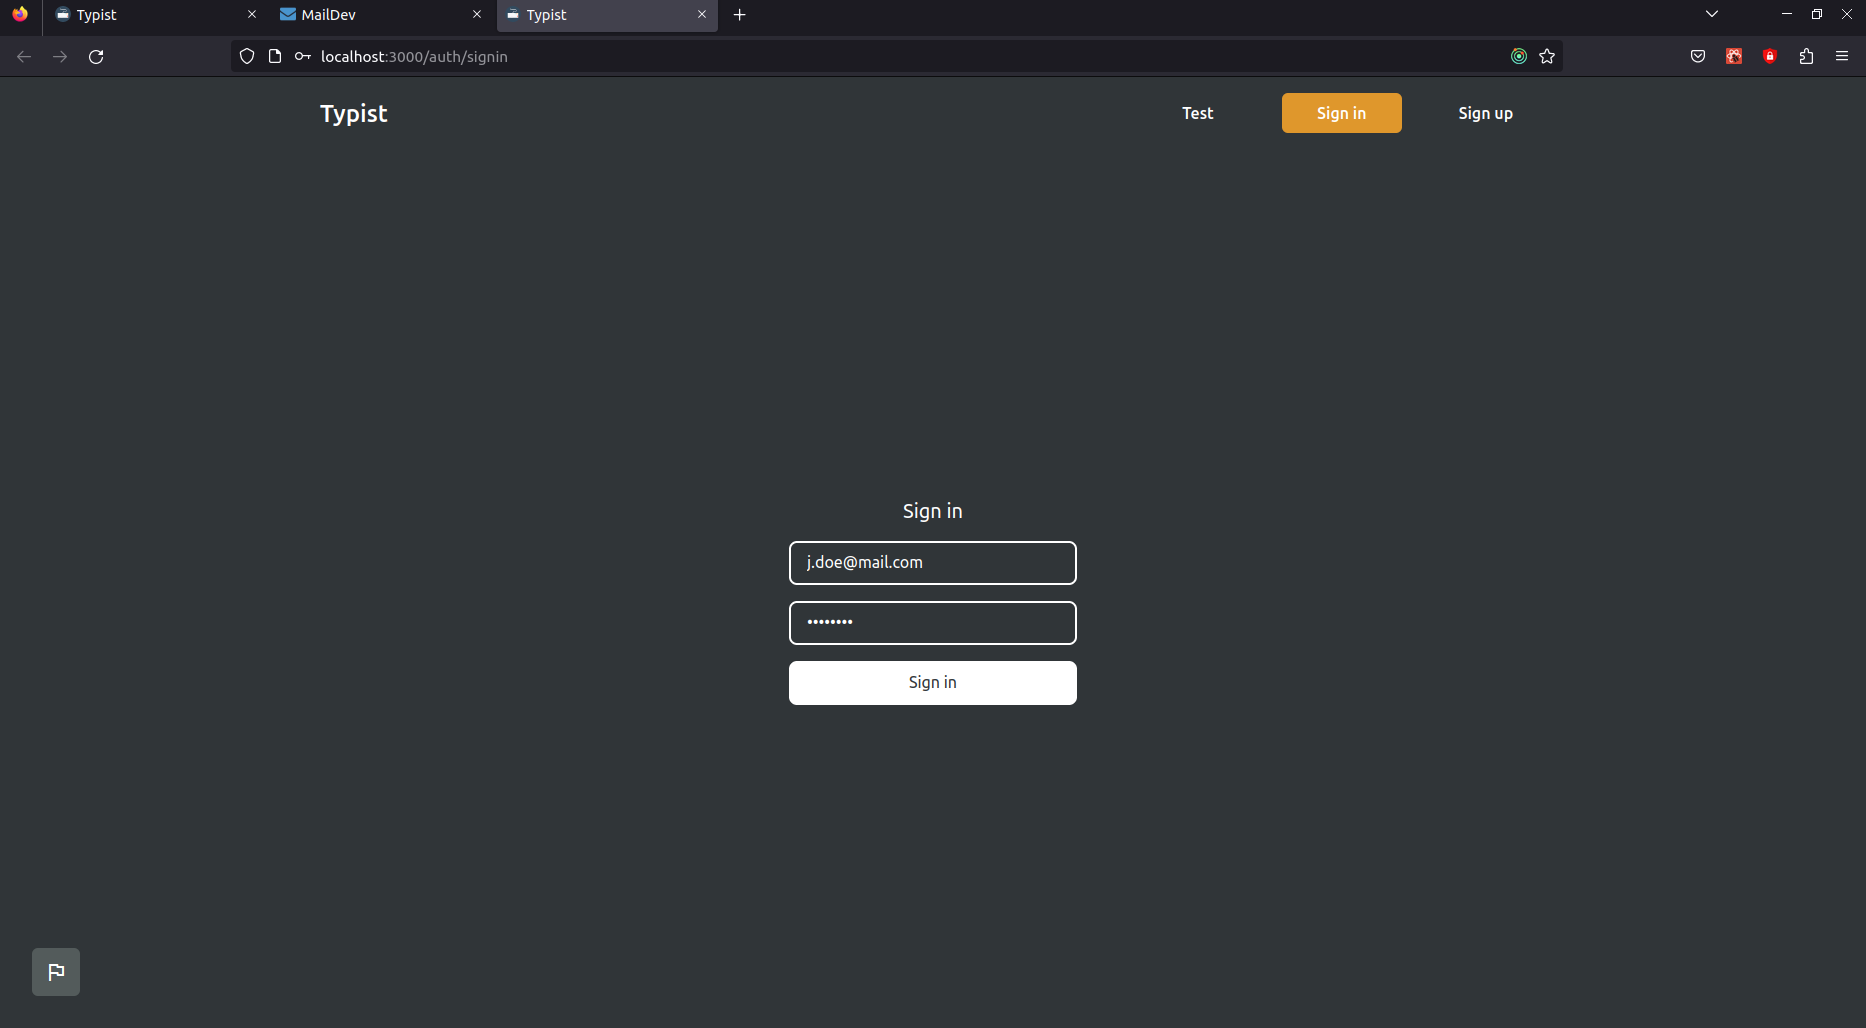 Typist
MailDev
Typist
localhost:3000/auth/signin
Typist
Test
Sign in
Sign up
Sign in
j.doe@mail.com
••••••••
Sign in